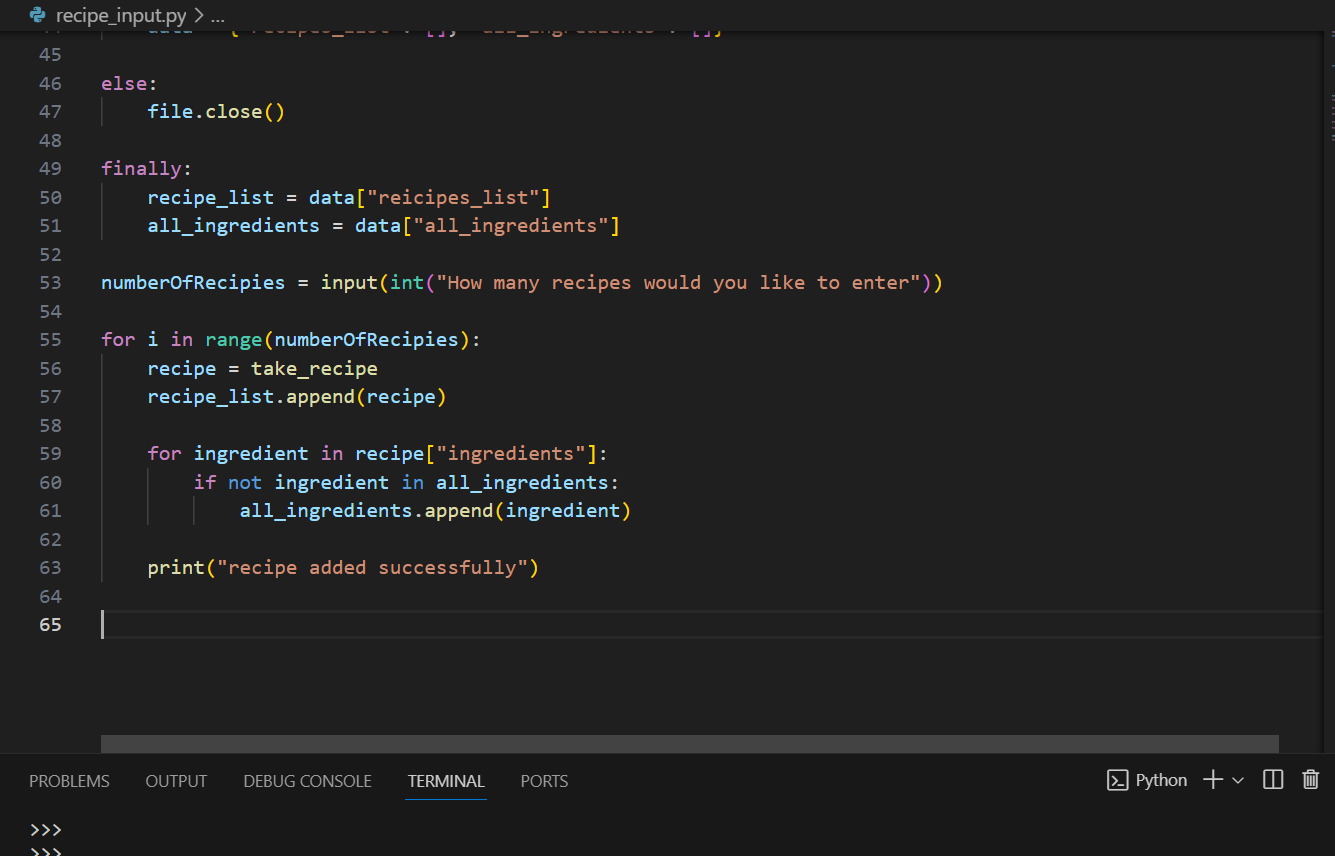 recipe_input.py > ...
45
46 else:
47     file.close()
48
49 finally:
50     recipe_list = data["reicipes_list"]
51     all_ingredients = data["all_ingredients"]
52
53 numberOfRecipies = input(int("How many recipes would you like to enter"))
54
55 for i in range(numberOfRecipies):
56     recipe = take_recipe
57     recipe_list.append(recipe)
58
59     for ingredient in recipe["ingredients"]:
60         if not ingredient in all_ingredients:
61             all_ingredients.append(ingredient)
62
63     print("recipe added successfully")
64
65
PROBLEMS OUTPUT DEBUG CONSOLE TERMINAL PORTS Python
>>>
>>>